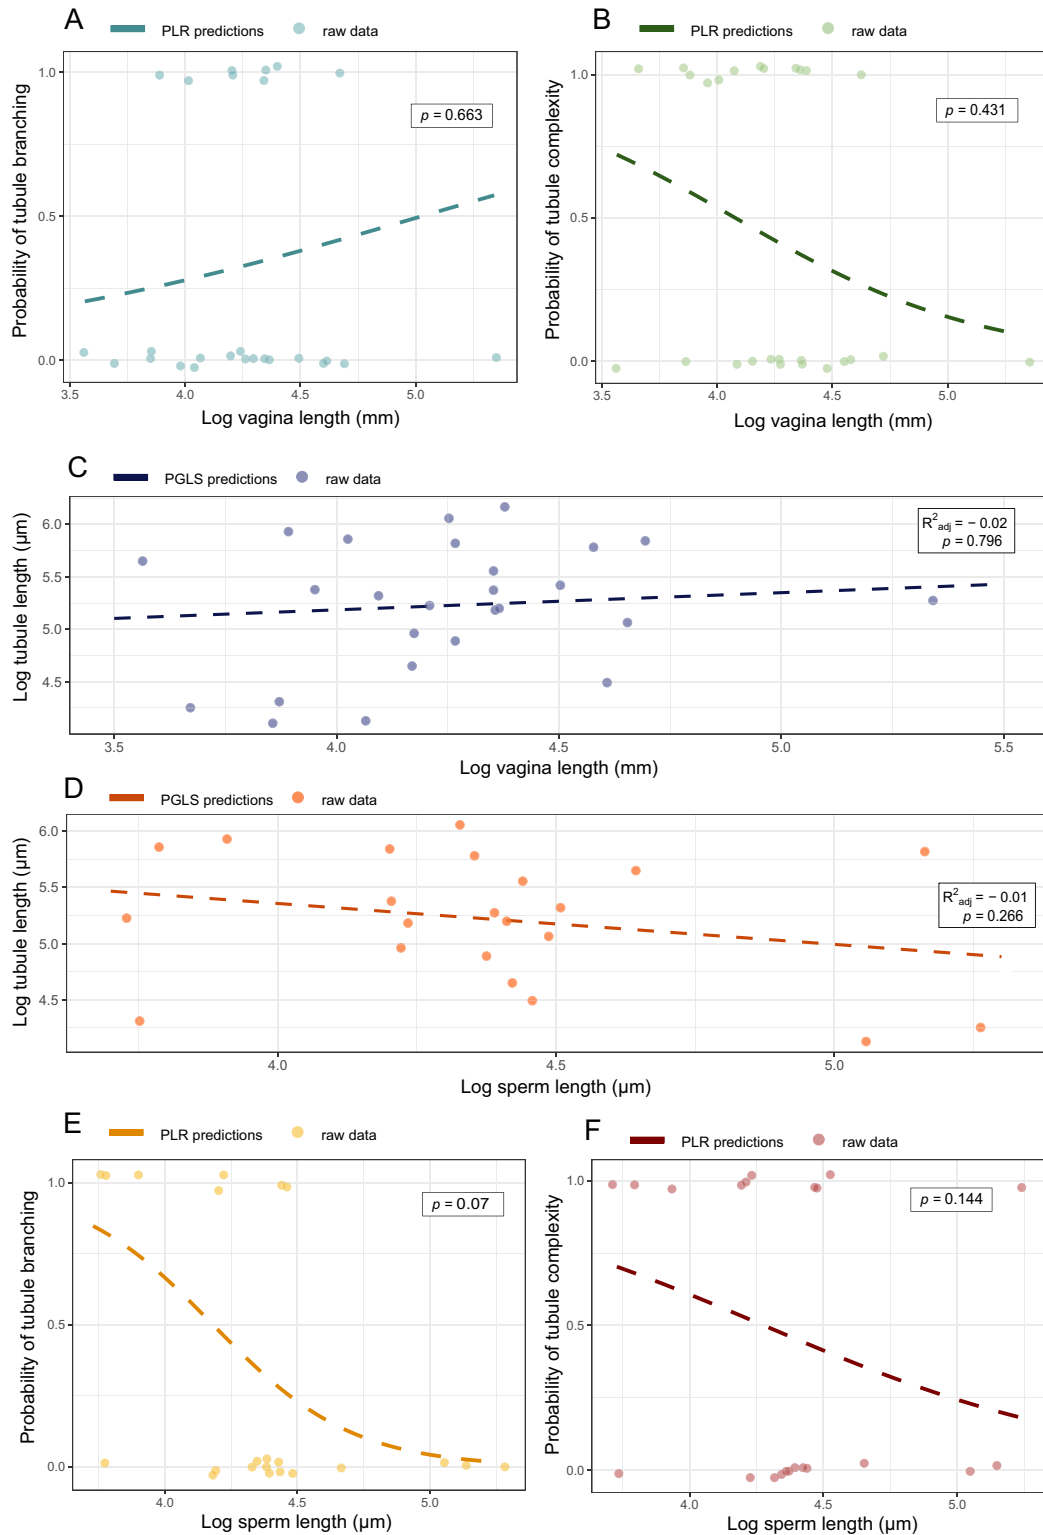 A
PLR predictions
raw data
Probability of tubule branching
1.0
0.5
0.0
p = 0.663
3.5
4.0
4.5
5.0
Log vagina length (mm)
B
PLR predictions
raw data
Probability of tubule complexity
1.0
0.5
0.0
p = 0.431
3.5
4.0
4.5
5.0
Log vagina length (mm)
C
PGLS predictions
raw data
Log tubule length (µm)
6.0
5.5
5.0
4.5
R²adj = − 0.02
p = 0.796
3.5
4.0
4.5
5.0
5.5
Log vagina length (mm)
D
PGLS predictions
raw data
Log tubule length (µm)
6.0
5.5
5.0
4.5
R²adj = − 0.01
p = 0.266
4.0
4.5
5.0
Log sperm length (µm)
E
PLR predictions
raw data
Probability of tubule branching
1.0
0.5
0.0
p = 0.07
4.0
4.5
5.0
Log sperm length (µm)
F
PLR predictions
raw data
Probability of tubule complexity
1.0
0.5
0.0
p = 0.144
4.0
4.5
5.0
Log sperm length (µm)